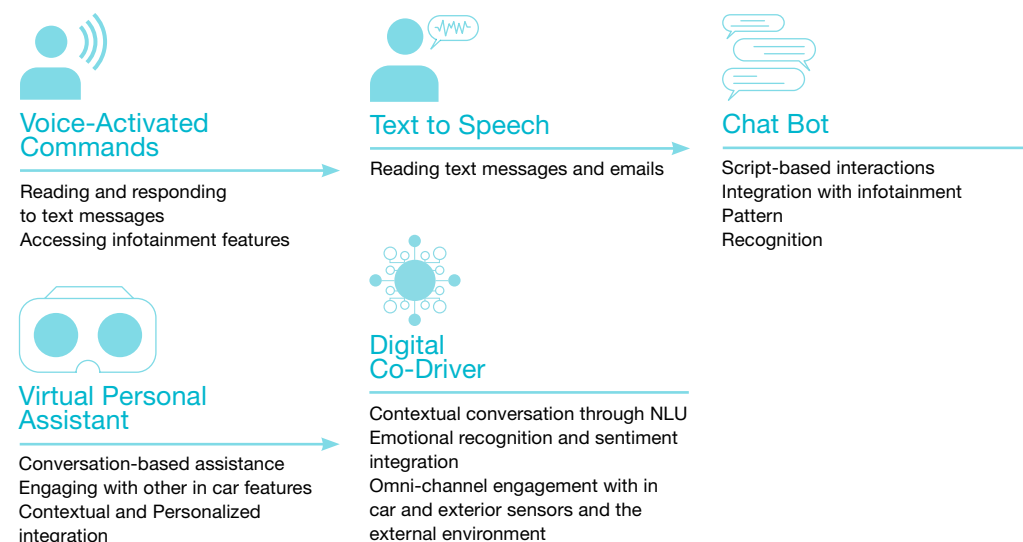 Voice-Activated
Commands
Reading and responding
to text messages
Accessing infotainment features
Text to Speech
Reading text messages and emails
Chat Bot
Script-based interactions
Integration with infotainment
Pattern
Recognition
Virtual Personal
Assistant
Conversation-based assistance
Engaging with other in car features
Contextual and Personalized
integration
Digital
Co-Driver
Contextual conversation through NLU
Emotional recognition and sentiment
integration
Omni-channel engagement with in
car and exterior sensors and the
external environment